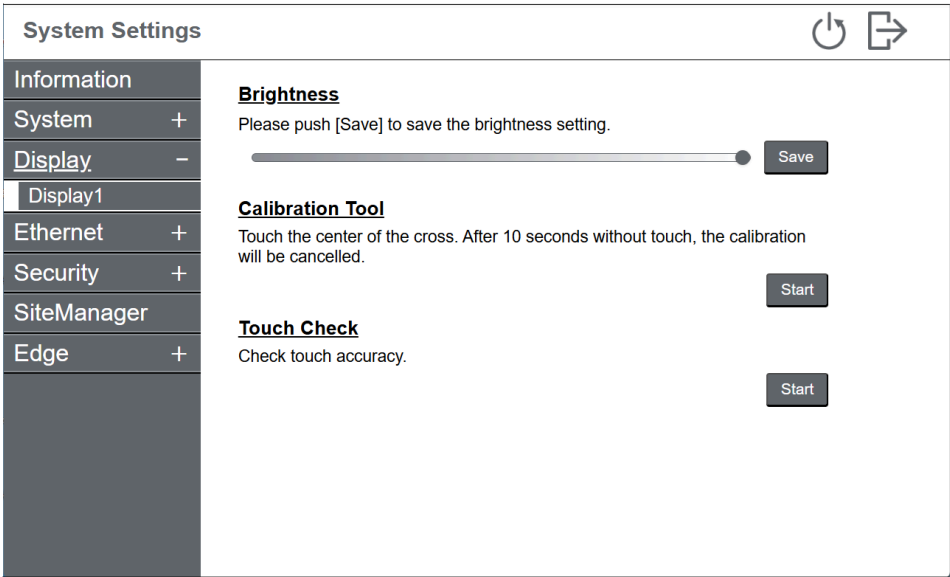 System Settings
Information
System +
Display −
Display1
Ethernet +
Security +
SiteManager
Edge +
Brightness
Please push [Save] to save the brightness setting.
Save
Calibration Tool
Touch the center of the cross. After 10 seconds without touch, the calibration
will be cancelled.
Start
Touch Check
Check touch accuracy.
Start